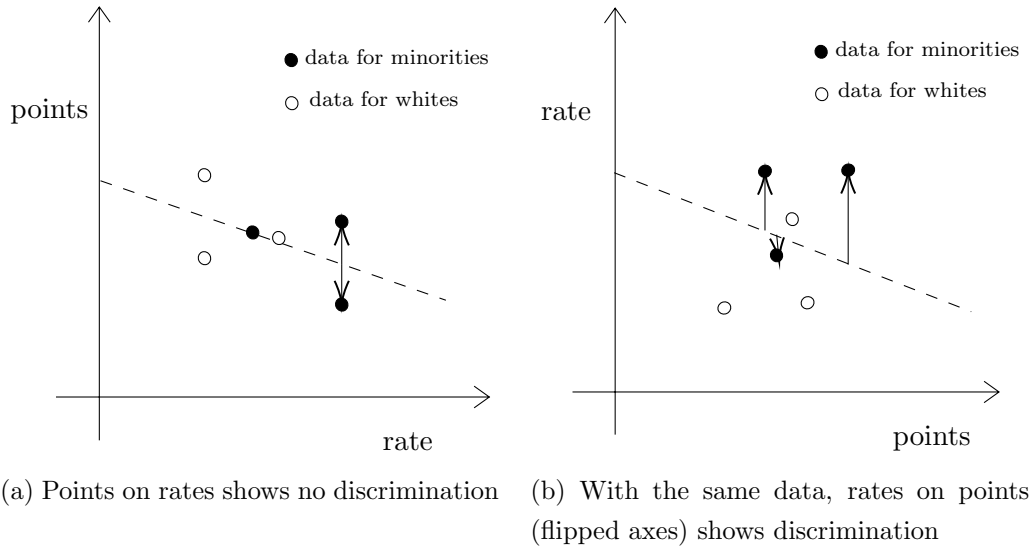 data for minorities
data for whites
points
rate
(a) Points on rates shows no discrimination
data for minorities
data for whites
rate
points
(b) With the same data, rates on points
(flipped axes) shows discrimination